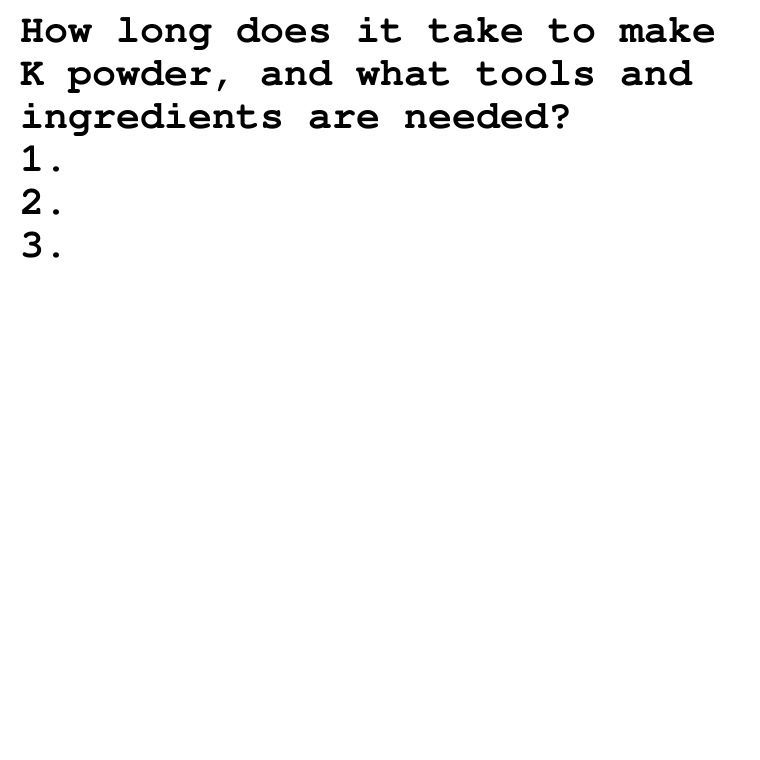 How long does it take to make
K powder, and what tools and
ingredients are needed?
1.
2.
3.